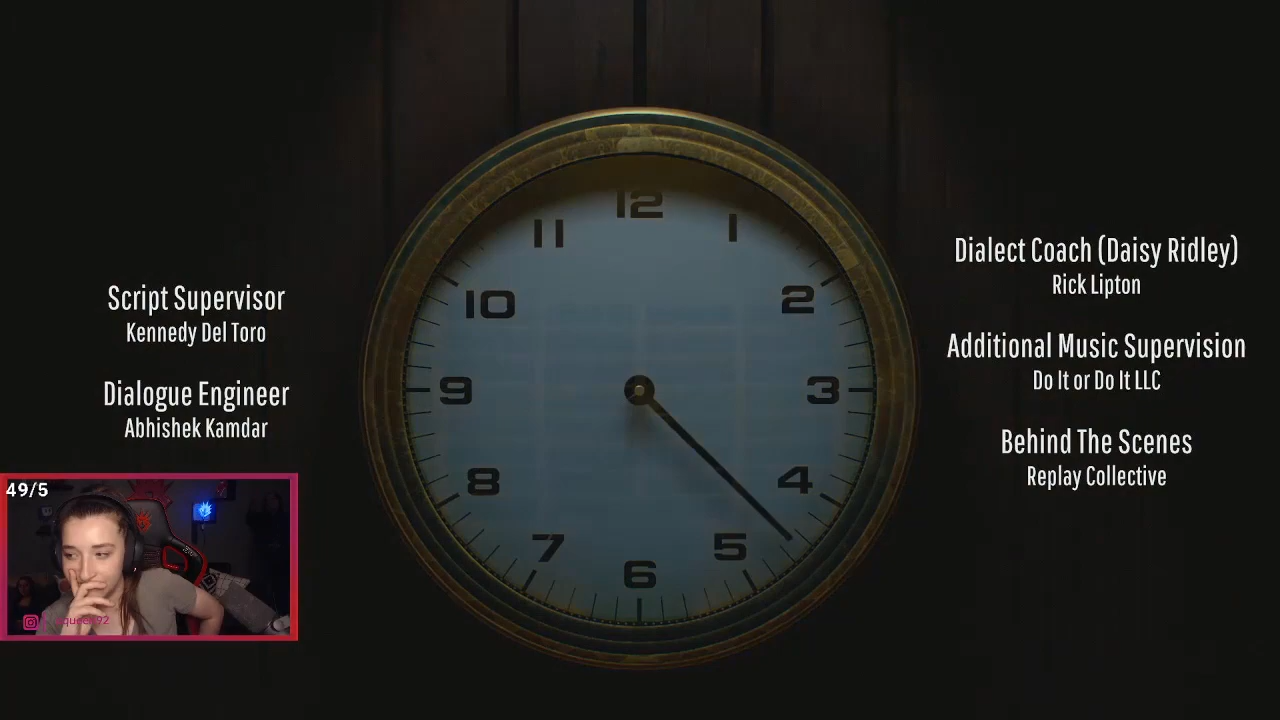 12
11
1
10
2
9
3
8
4
7
5
6
Script Supervisor
Kennedy Del Toro
Dialogue Engineer
Abhishek Kamdar
Dialect Coach (Daisy Ridley)
Rick Lipton
Additional Music Supervision
Do It or Do It LLC
Behind The Scenes
Replay Collective
49/5